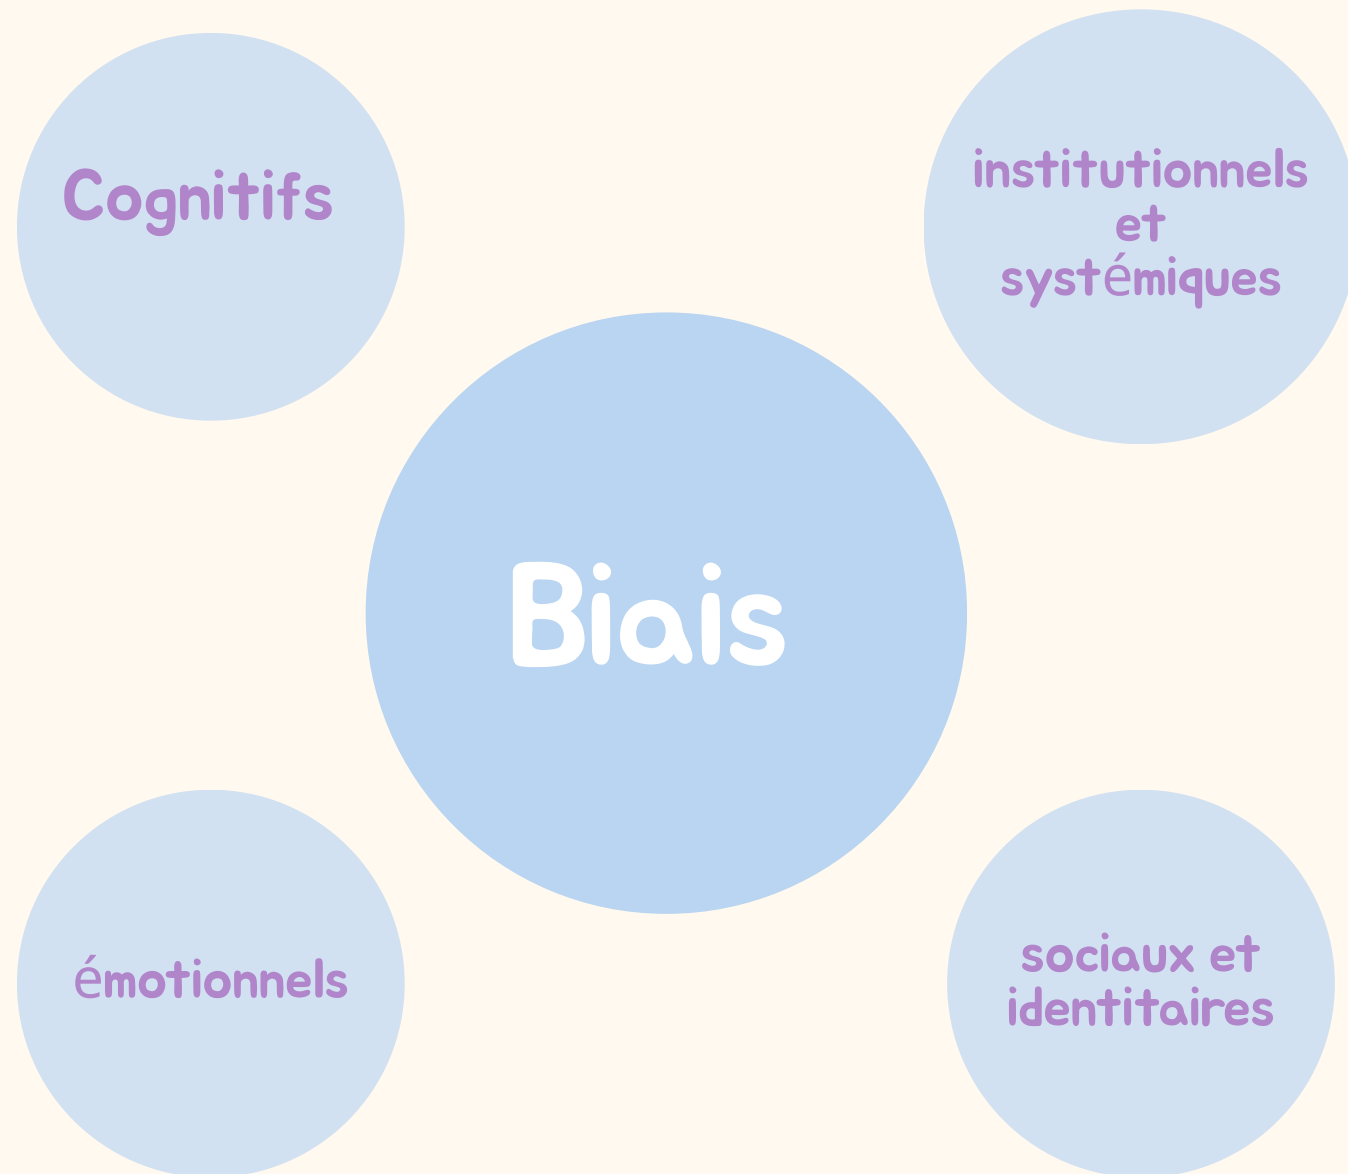 Cognitifs
institutionnels
et
systémiques
Biais
émotionnels
sociaux et
identitaires